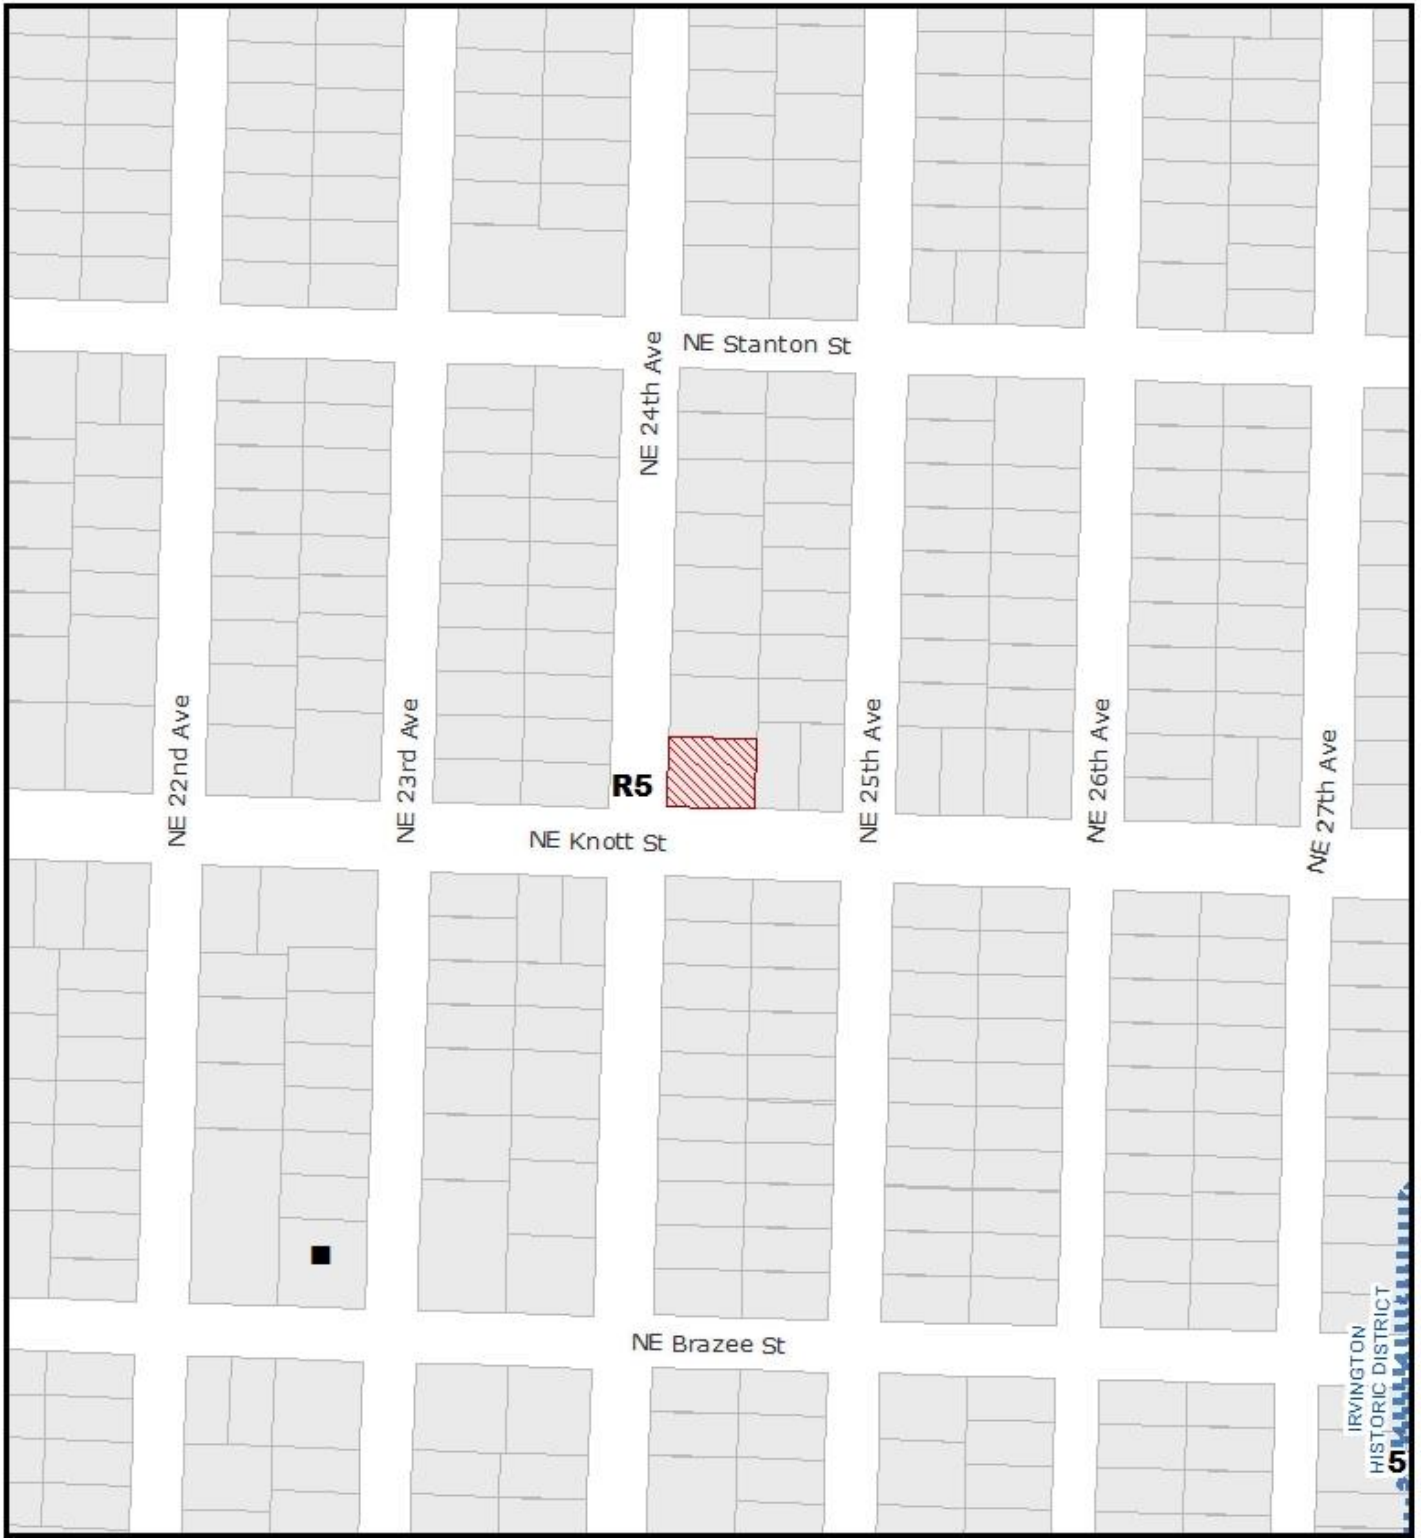 NE Stanton St
NE 24th Ave
NE 22nd Ave
NE 23rd Ave
R5
NE 25th Ave
NE 26th Ave
NE 27th Ave
NE Knott St
NE Brazee St
IRVINGTON
HISTORIC DISTRICT
5